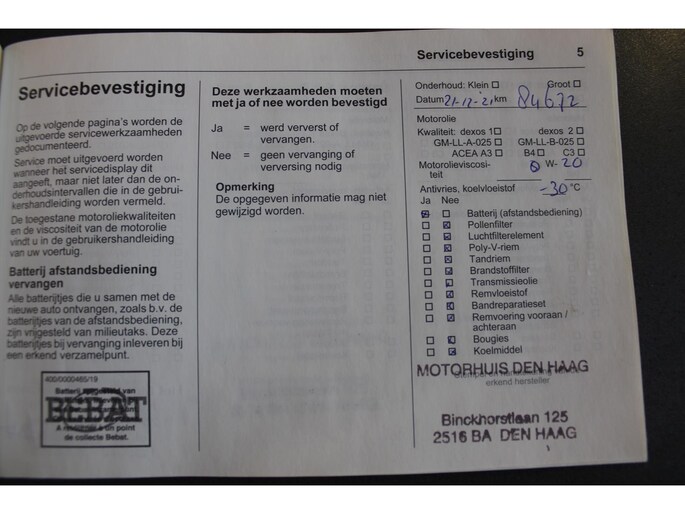 Servicebevestiging 5
Servicebevestiging
Op de volgende pagina's worden de
uitgevoerde servicewerkzaamheden
gedocumenteerd.
Service moet uitgevoerd worden
wanneer het servicedisplay dit
aangeeft, maar niet later dan de on-
derhoudsintervallen die in de gebrui-
kershandleiding worden vermeld.
De toegestane motoroliekwaliteiten
en de viscositeit van de motorolie
vindt u in de gebruikershandleiding
van uw voertuig.
Batterij afstandsbediening
vervangen
Alle batterijtjes die u samen met de
nieuwe auto ontvangen, zoals b.v. de
batterijtjes van de afstandsbediening,
zijn vrijgesteld van milieutaks. Deze
batterijtjes bij vervanging inleveren bij
een erkend verzamelpunt.
400/0000465/19
BEBAT
de collecte Bebat.
Deze werkzaamheden moeten
met ja of nee worden bevestigd
Ja = werd ververst of
vervangen.
Nee = geen vervanging of
verversing nodig
Opmerking
De opgegeven informatie mag niet
gewijzigd worden.
Onderhoud: Klein Groot
Datum 21-12-21 km 84672
Motorolie
Kwaliteit: dexos 1 dexos 2
GM-LL-A-025 GM-LL-B-025
ACEA A3 B4 C3
Motorolieviscosi- 0 W- 20
teit
Antivries, koelvloeistof -30 °C
Ja Nee
Batterij (afstandsbediening)
Pollenfilter
Luchtfilterelement
Poly-V-riem
Tandriem
Brandstoffilter
Transmissieolie
Remvloeistof
Bandreparatieset
Remvoering vooraan /
achteraan
Bougies
Koelmiddel
MOTORHUIS DEN HAAG
erkend hersteller
Binckhorstlaan 125
2516 BA DEN HAAG